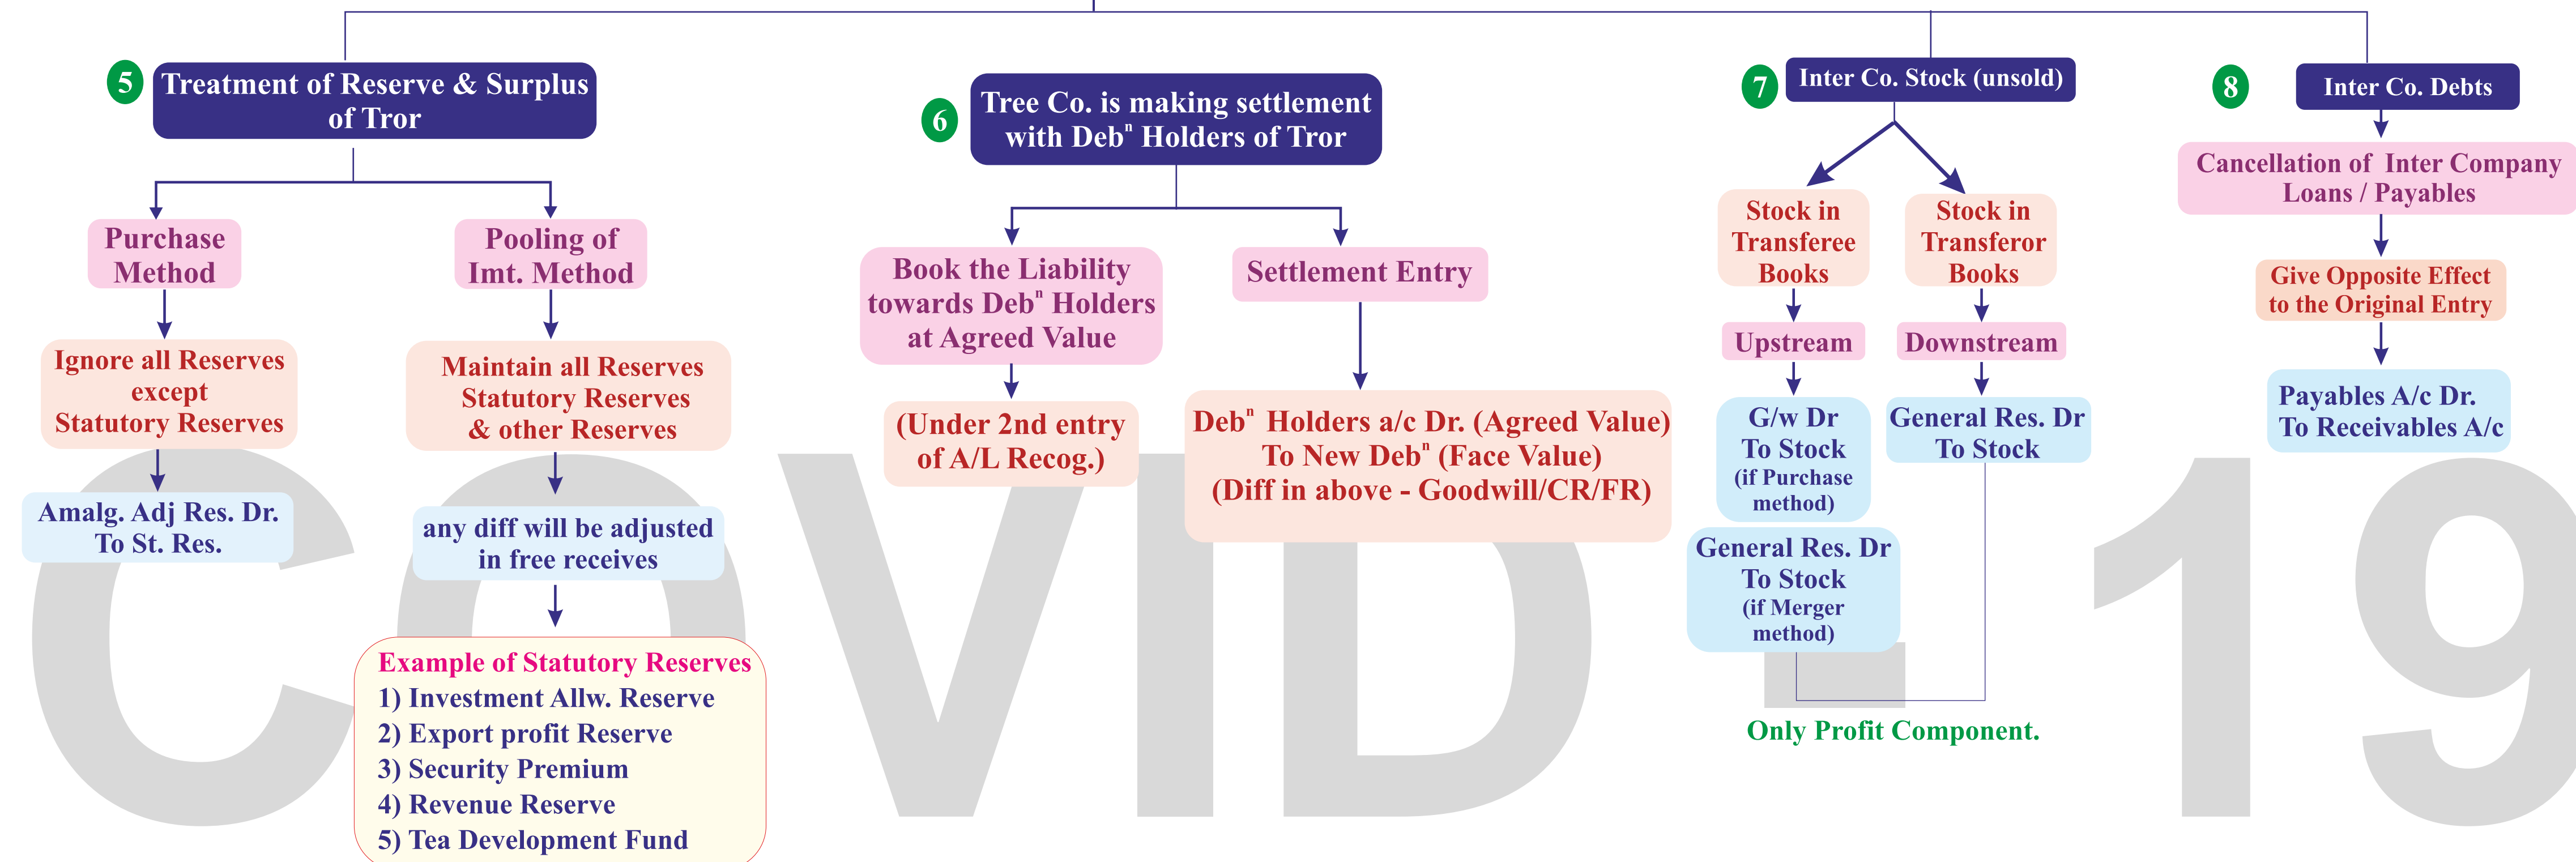 5
Treatment of Reserve & Surplus
of Tror
Purchase
Method
Ignore all Reserves
except
Statutory Reserves
Amalg. Adj Res. Dr.
To St. Res.
Pooling of
Imt. Method
Maintain all Reserves
Statutory Reserves
& other Reserves
any diff will be adjusted
in free receives
Example of Statutory Reserves
1) Investment Allw. Reserve
2) Export profit Reserve
3) Security Premium
4) Revenue Reserve
5) Tea Development Fund
6
Tree Co. is making settlement
with Debⁿ Holders of Tror
Book the Liability
towards Debⁿ Holders
at Agreed Value
(Under 2nd entry
of A/L Recog.)
Settlement Entry
Debⁿ Holders a/c Dr. (Agreed Value)
To New Debⁿ (Face Value)
(Diff in above - Goodwill/CR/FR)
7
Inter Co. Stock (unsold)
Stock in
Transferee
Books
Upstream
G/w Dr
To Stock
(if Purchase
method)
General Res. Dr
To Stock
(if Merger
method)
Stock in
Transferor
Books
Downstream
General Res. Dr
To Stock
Only Profit Component.
8
Inter Co. Debts
Cancellation of Inter Company
Loans / Payables
Give Opposite Effect
to the Original Entry
Payables A/c Dr.
To Receivables A/c
COVID - 19